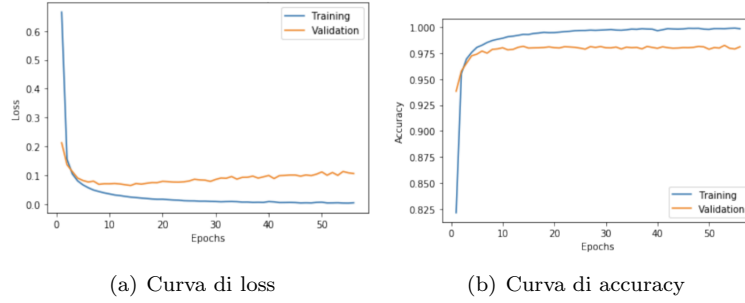 Training
Validation
0.6
0.5
0.4
0.3
0.2
0.1
0.0
Loss
0
10
20
30
40
50
Epochs
(a) Curva di loss
1.000
0.975
0.950
0.925
0.900
0.875
0.850
0.825
Accuracy
Training
Validation
0
10
20
30
40
50
Epochs
(b) Curva di accuracy